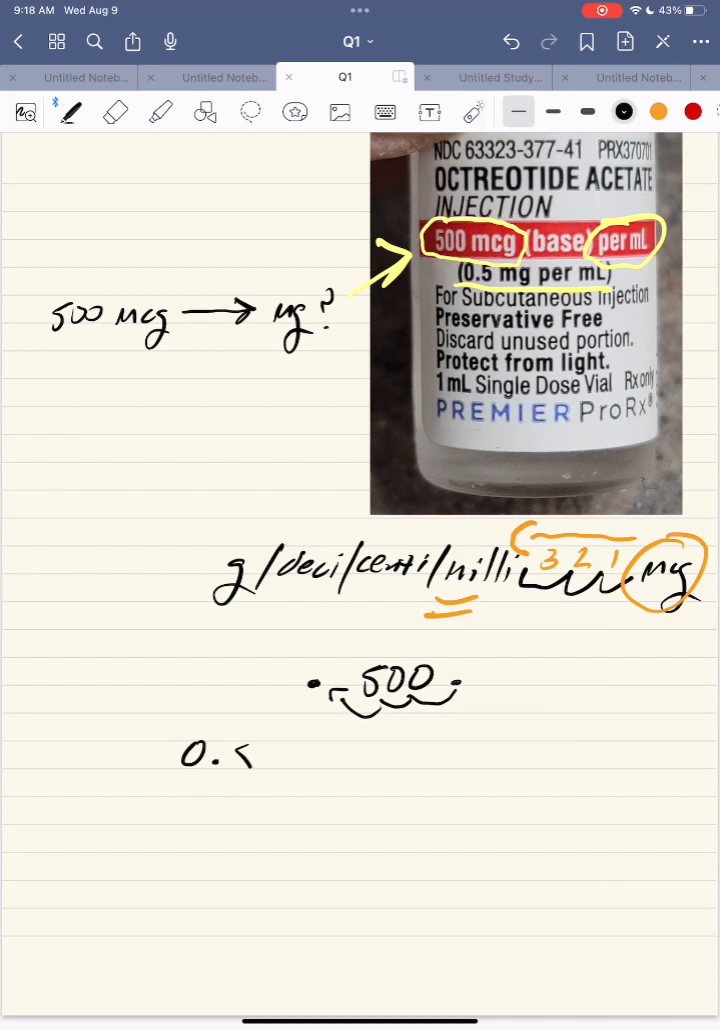 9:18 AM Wed Aug 9
43%
Q1
Untitled Noteb...
Untitled Noteb...
Q1
Untitled Study...
Untitled Noteb...
NDC 63323-377-41 PRX370701
OCTREOTIDE ACETATE
INJECTION
500 mcg (base) per mL
(0.5 mg per mL)
For Subcutaneous Injection
Preservative Free
Discard unused portion.
Protect from light.
1 mL Single Dose Vial Rx only
PREMIER ProRx®
500 mcg → mg?
g/deci/centi/milli 3 2 1 mcg
. 500 .
0.